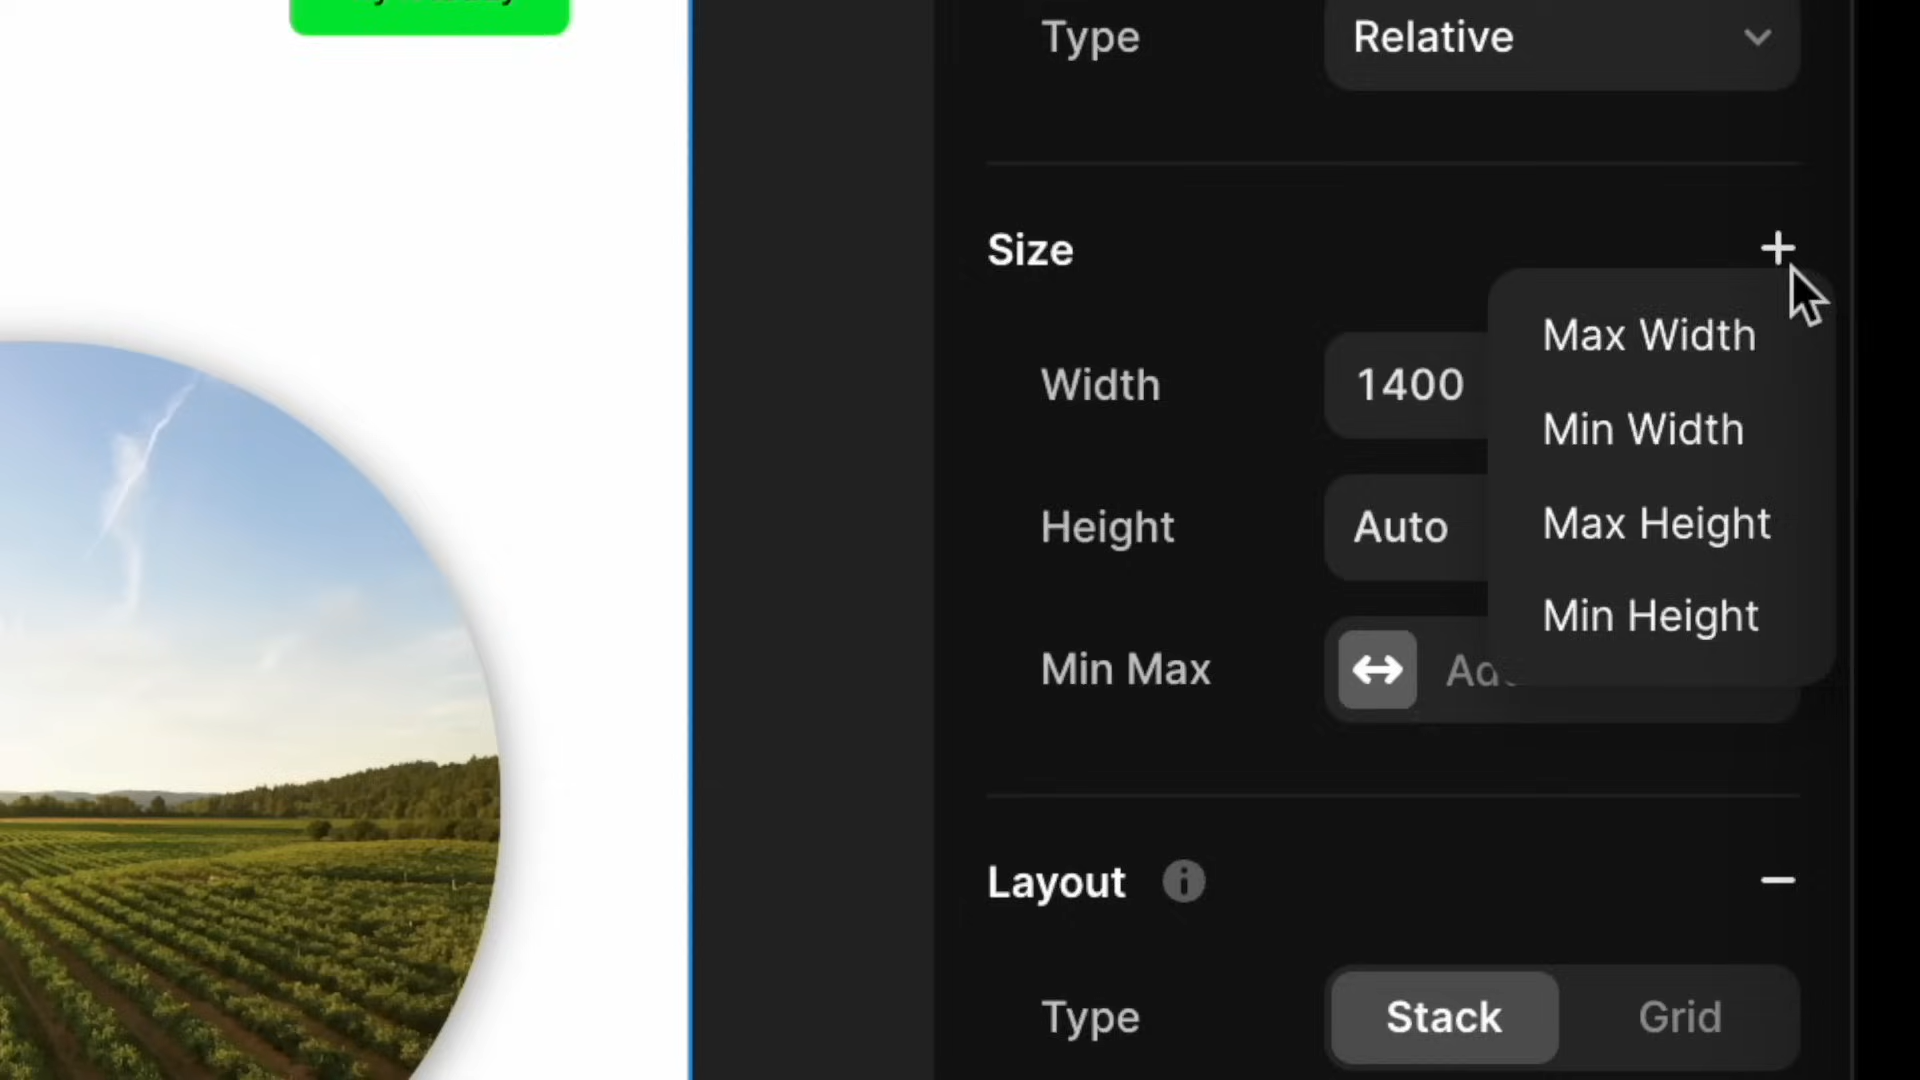 Type
Relative
Size
Max Width
Width
1400
Min Width
Height
Auto
Max Height
Min Height
Min Max
Layout
Type
Stack
Grid